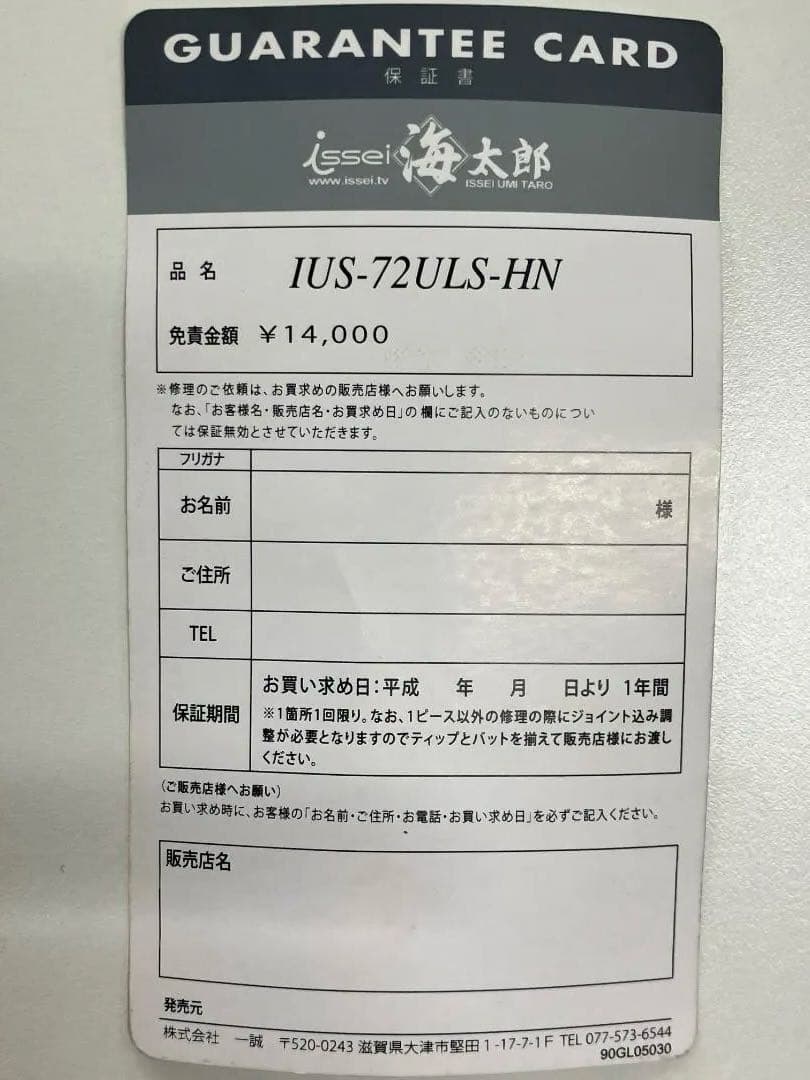 GUARANTEE CARD
保証書
issei 海太郎
www.issei.tv ISSEI UMI TARO
品名 IUS-72ULS-HN
免責金額 ¥14,000
※修理のご依頼は、お買求めの販売店様へお願いします。
なお、「お客様名・販売店名・お買求め日」の欄にご記入のないものについ
ては保証無効とさせていただきます。
フリガナ
お名前 様
ご住所
TEL
保証期間 お買い求め日:平成 年 月 日より 1年間
※1箇所1回限り。なお、1ピース以外の修理の際にジョイント込み調
整が必要となりますのでティップとバットを揃えて販売店様にお渡し
ください。
(ご販売店様へお願い)
お買い求め時に、お客様の「お名前・ご住所・お電話・お買い求め日」を必ずご記入ください。
販売店名
発売元
株式会社 一誠 〒520-0243 滋賀県大津市堅田1-17-7-1F TEL 077-573-6544
90GL05030